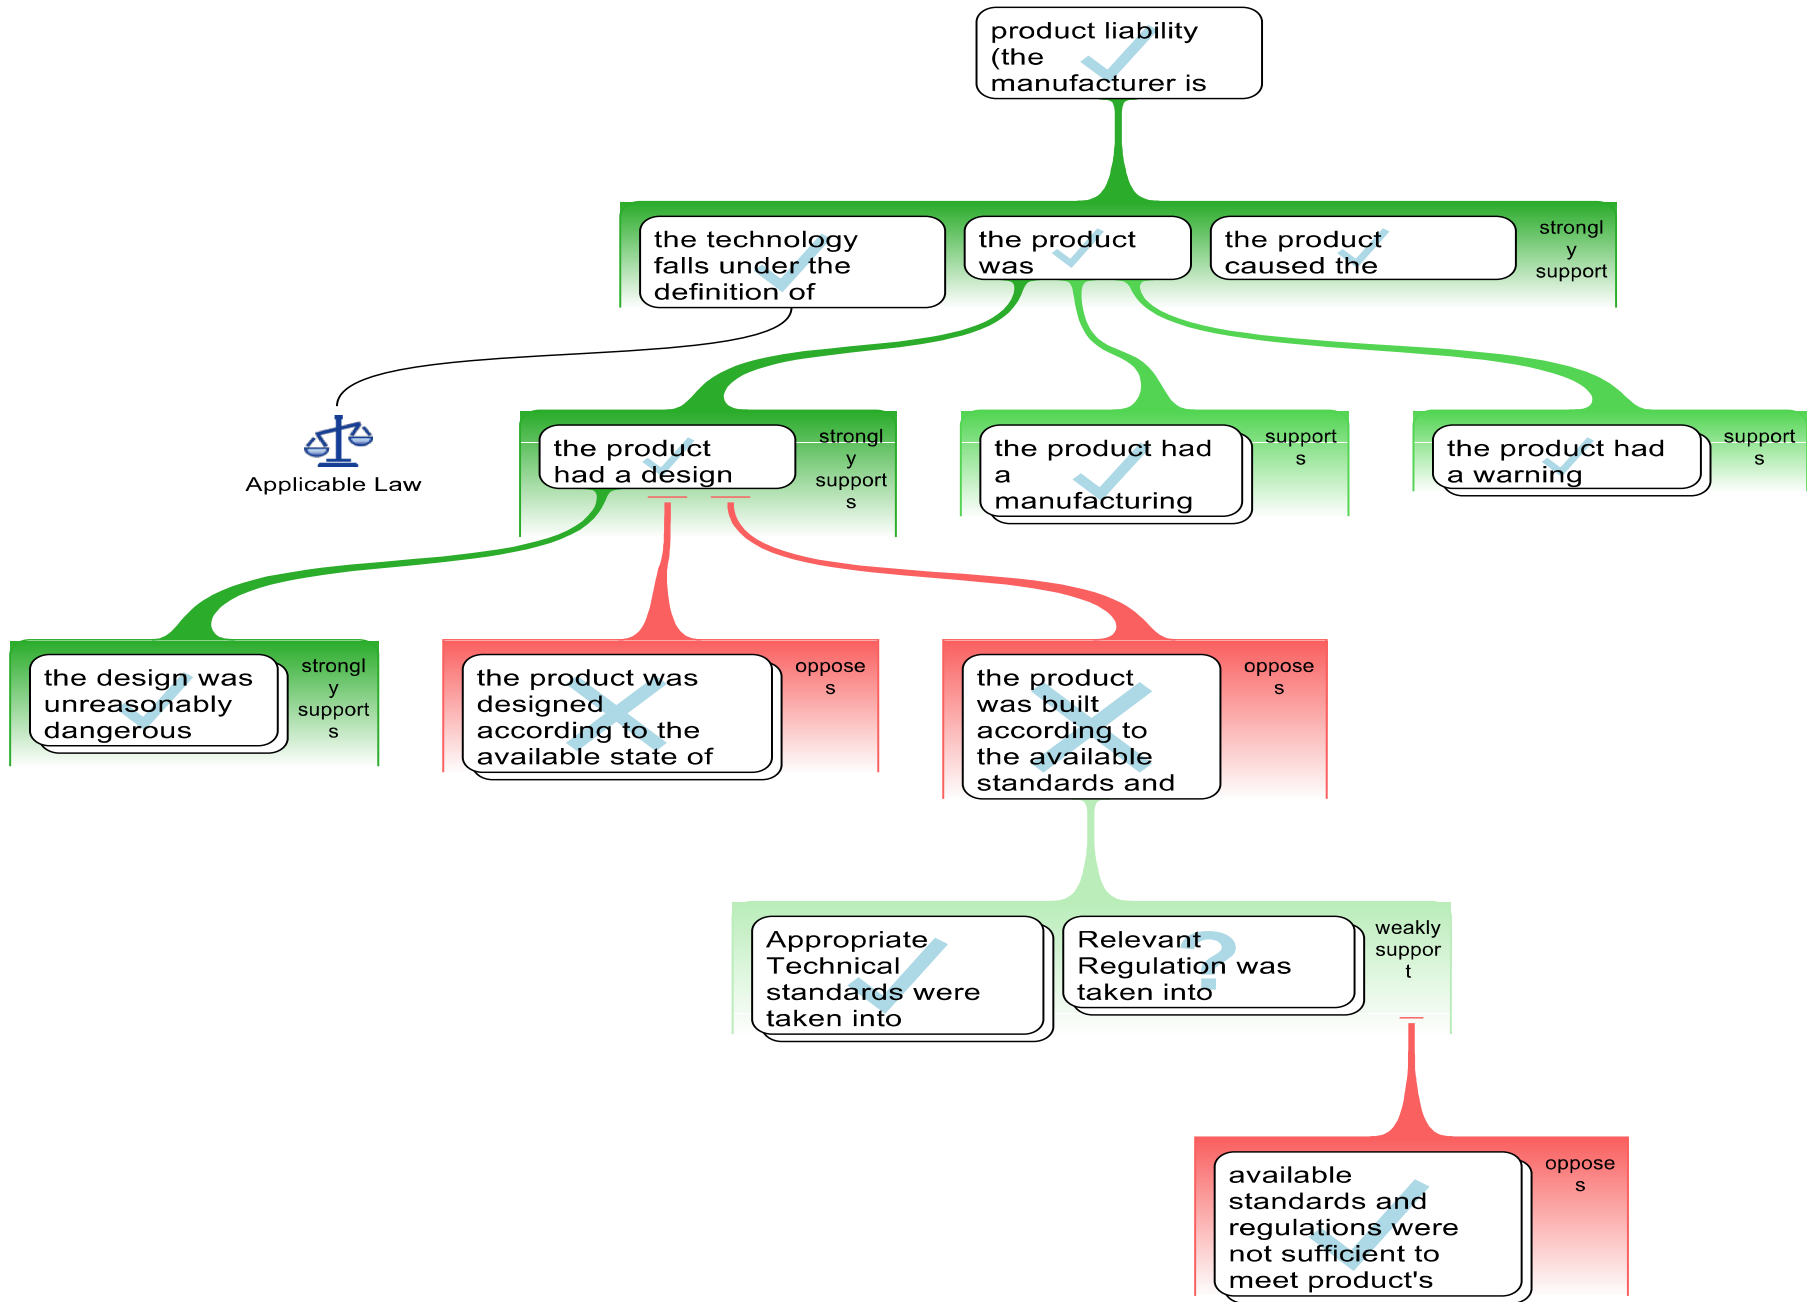 product liability
(the
manufacturer is
the technology
falls under the
definition of
the product
was
the product
caused the
strongl
y
support
Applicable Law
the product
had a design
strongl
y
support
s
the product had
a
manufacturing
support
s
the product had
a warning
support
s
the design was
unreasonably
dangerous
strongl
y
support
s
the product was
designed
according to the
available state of
oppose
s
the product
was built
according to
the available
standards and
oppose
s
Appropriate
Technical
standards were
taken into
Relevant
Regulation was
taken into
?
weakly
suppor
t
available
standards and
regulations were
not sufficient to
meet product's
oppose
s